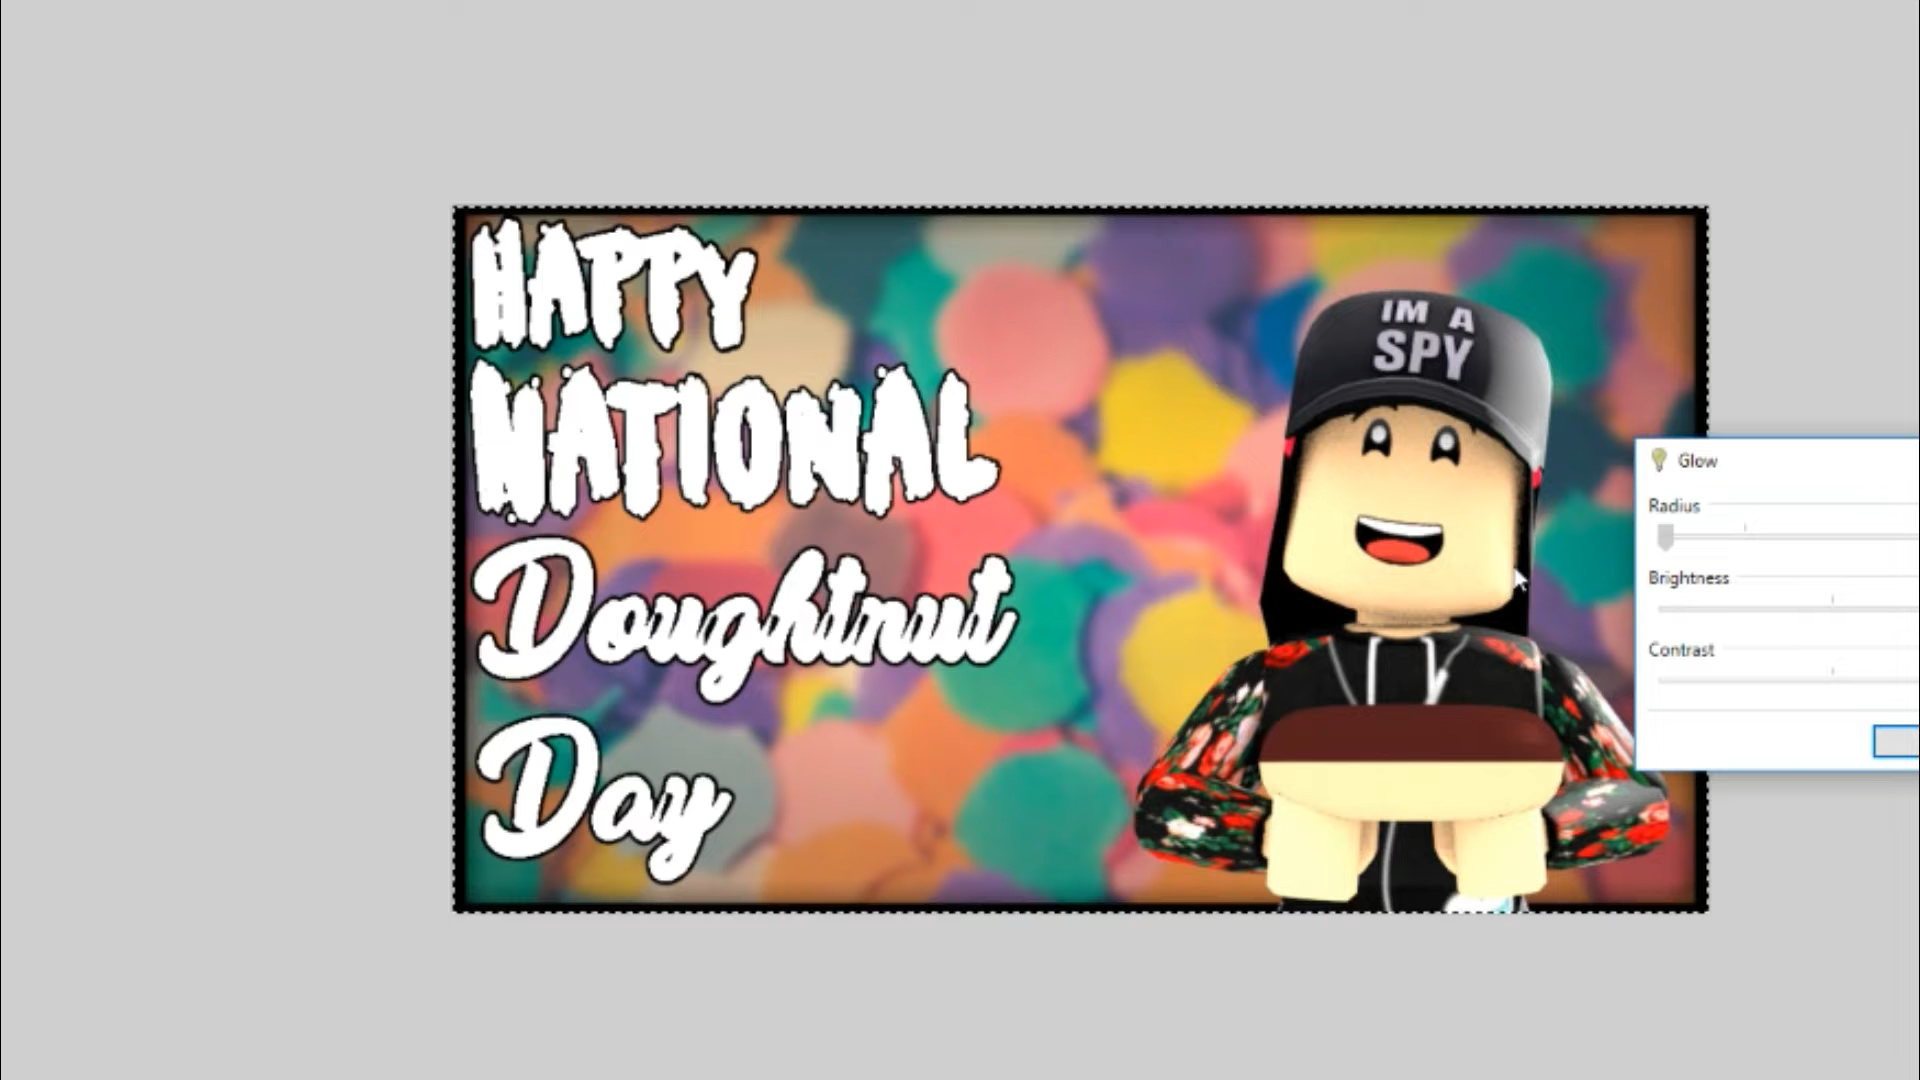 HAPPY
NATIONAL
Doughtnut
Day
IM A
SPY
Glow
Radius
Brightness
Contrast